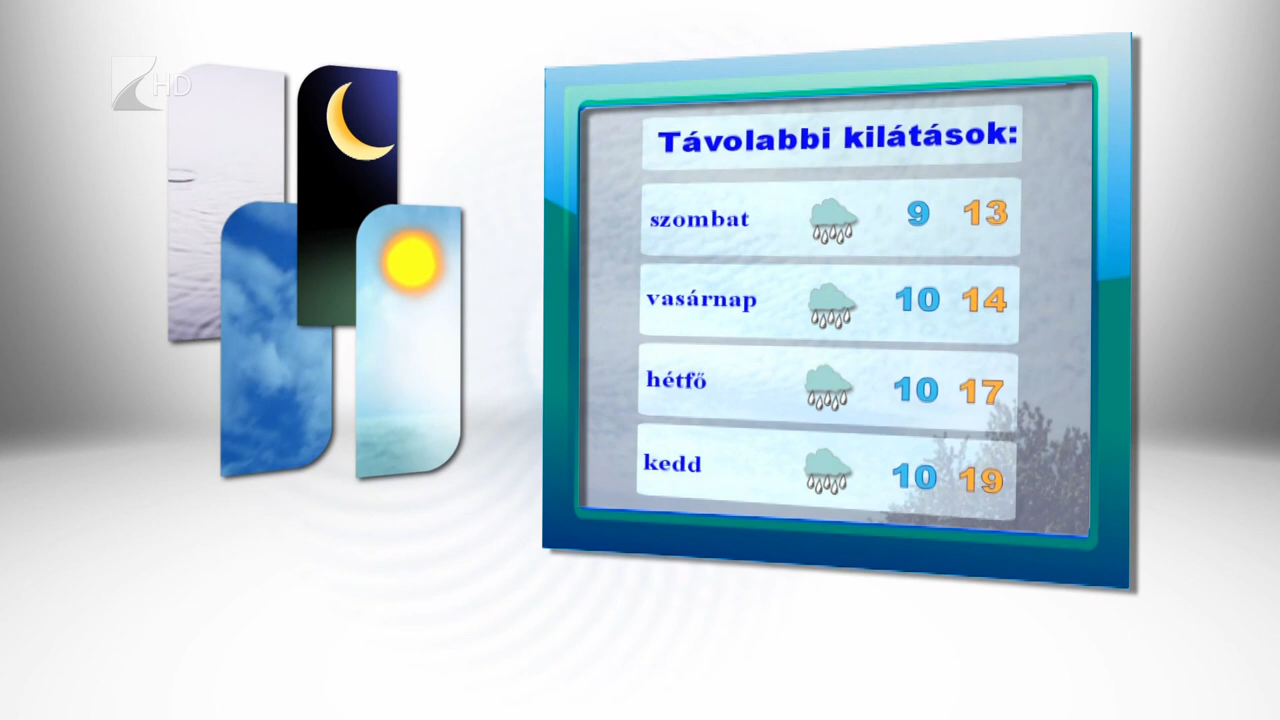 HD
Távolabbi kilátások:
szombat 9 13
vasárnap 10 14
hétfő 10 17
kedd 10 19